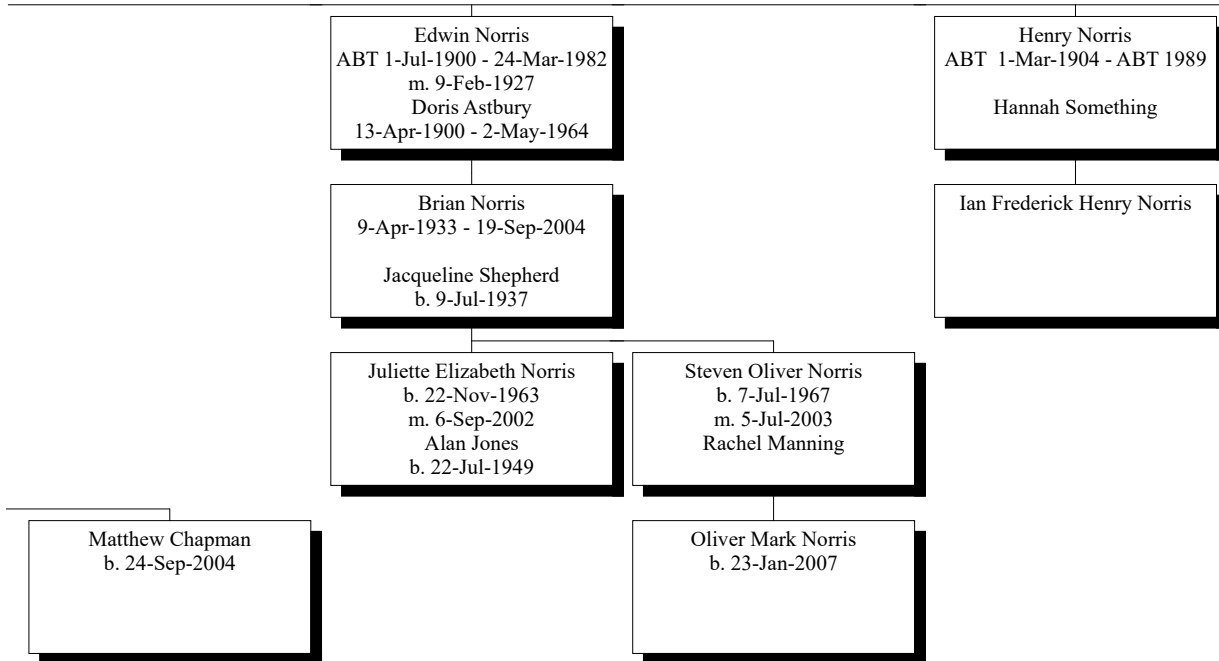 Edwin Norris
ABT 1-Jul-1900 - 24-Mar-1982
m. 9-Feb-1927
Doris Astbury
13-Apr-1900 - 2-May-1964
Henry Norris
ABT  1-Mar-1904 - ABT 1989
Hannah Something
Brian Norris
9-Apr-1933 - 19-Sep-2004
Jacqueline Shepherd
b. 9-Jul-1937
Ian Frederick Henry Norris
Juliette Elizabeth Norris
b. 22-Nov-1963
m. 6-Sep-2002
Alan Jones
b. 22-Jul-1949
Steven Oliver Norris
b. 7-Jul-1967
m. 5-Jul-2003
Rachel Manning
Matthew Chapman
b. 24-Sep-2004
Oliver Mark Norris
b. 23-Jan-2007